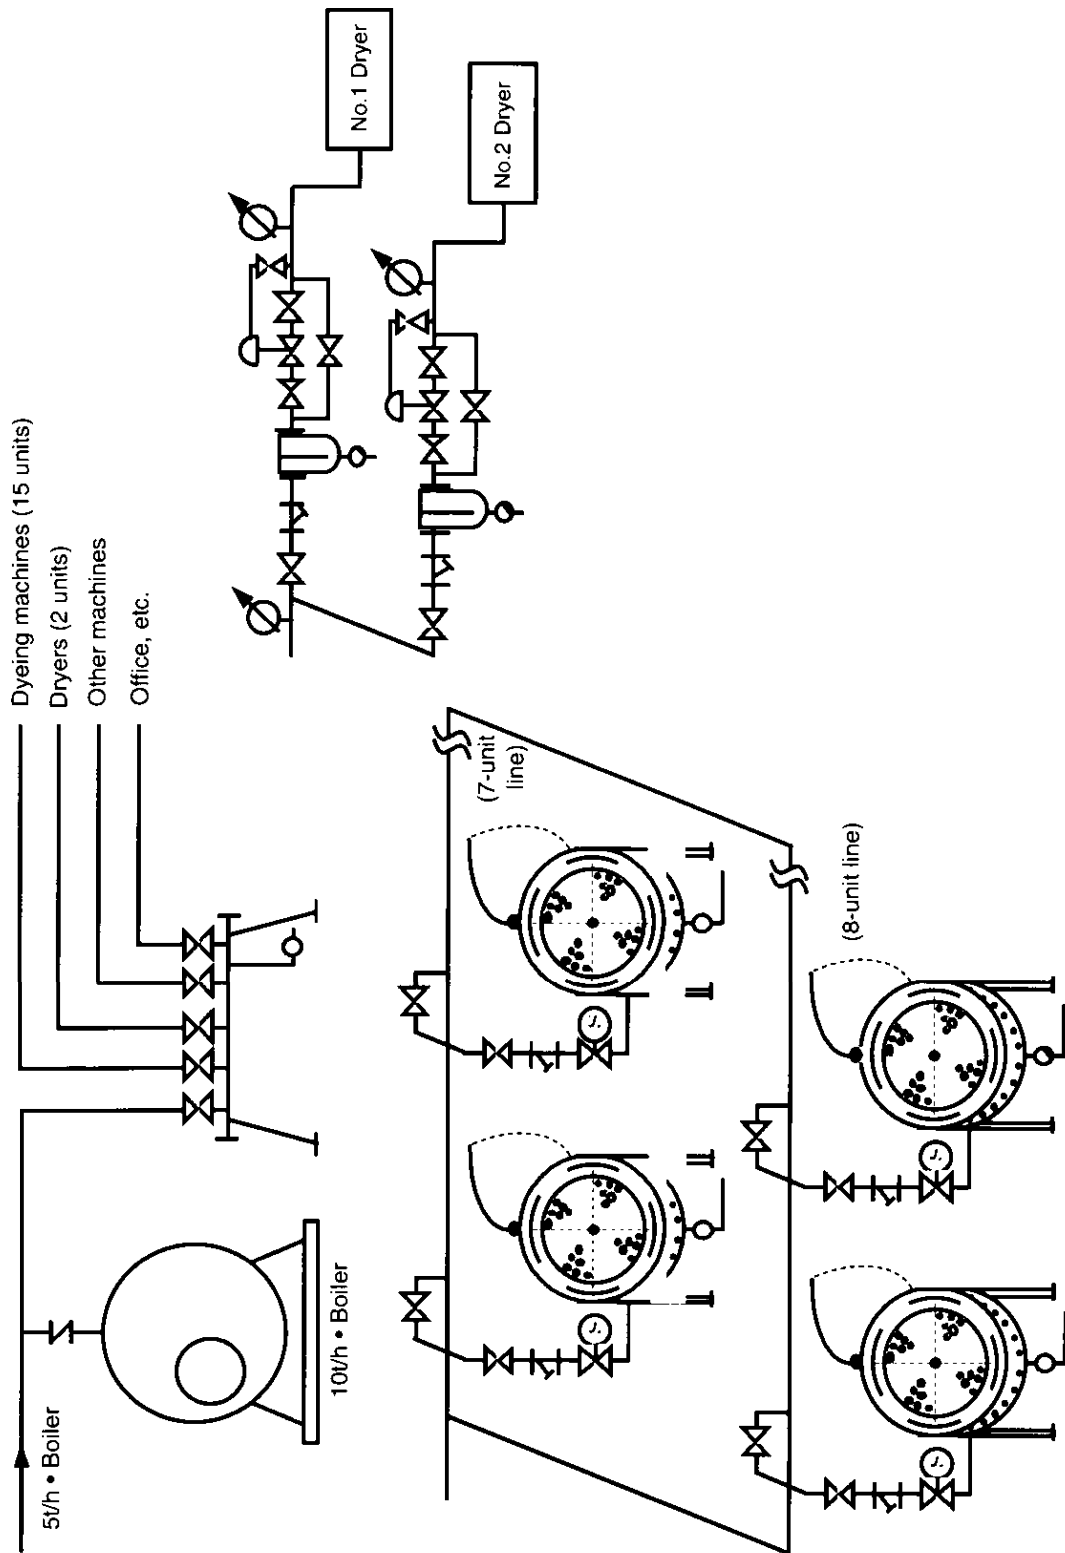 5t/h • Boiler
10t/h • Boiler
Dyeing machines (15 units)
Dryers (2 units)
Other machines
Office, etc.
No.1 Dryer
No.2 Dryer
(7-unit
line)
(8-unit line)